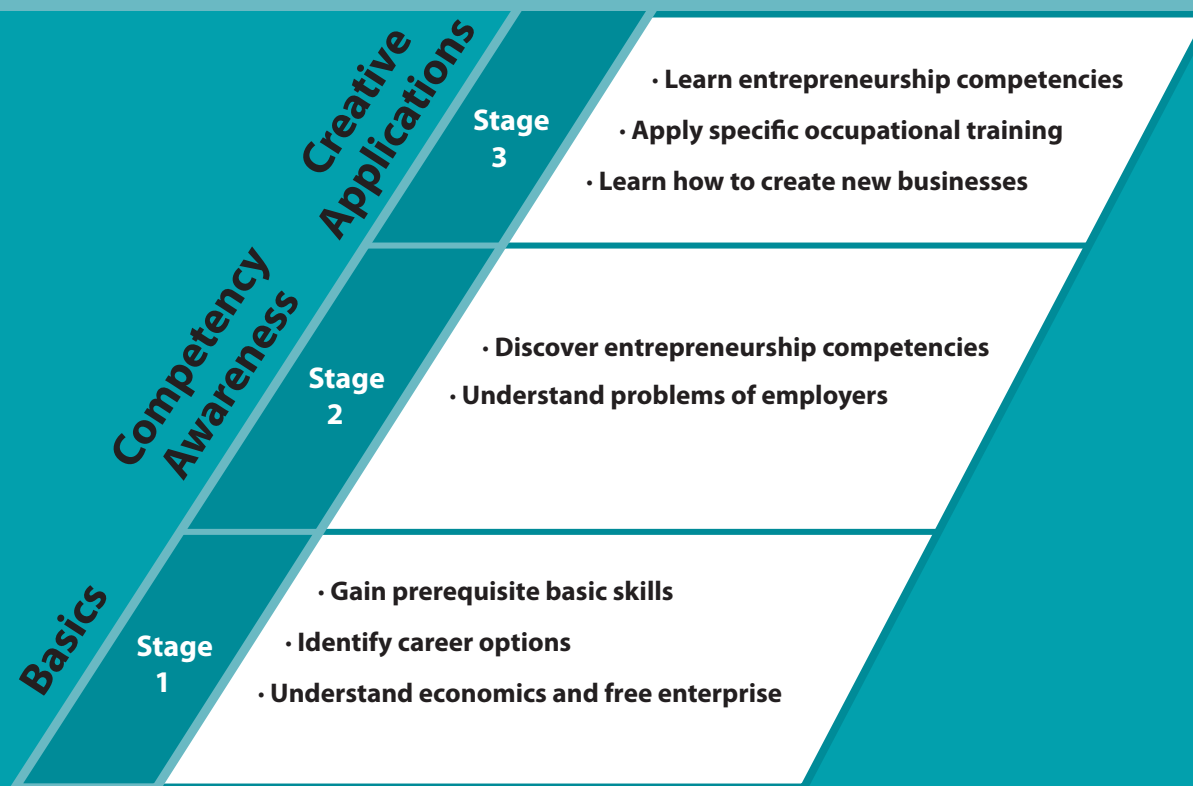 Creative
Applications
Stage
3
· Learn entrepreneurship competencies
· Apply specific occupational training
· Learn how to create new businesses
Competency
Awareness
Stage
2
· Discover entrepreneurship competencies
· Understand problems of employers
Basics
Stage
1
· Gain prerequisite basic skills
· Identify career options
· Understand economics and free enterprise